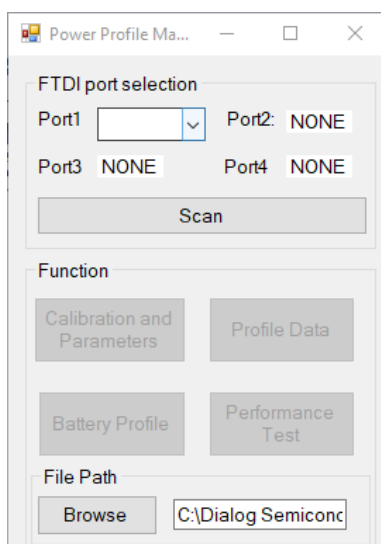 Power Profile Ma...
FTDI port selection
Port1 Port2: NONE
Port3 NONE Port4 NONE
Scan
Function
Calibration and
Parameters
Profile Data
Battery Profile
Performance
Test
File Path
Browse C:\Dialog Semiconc